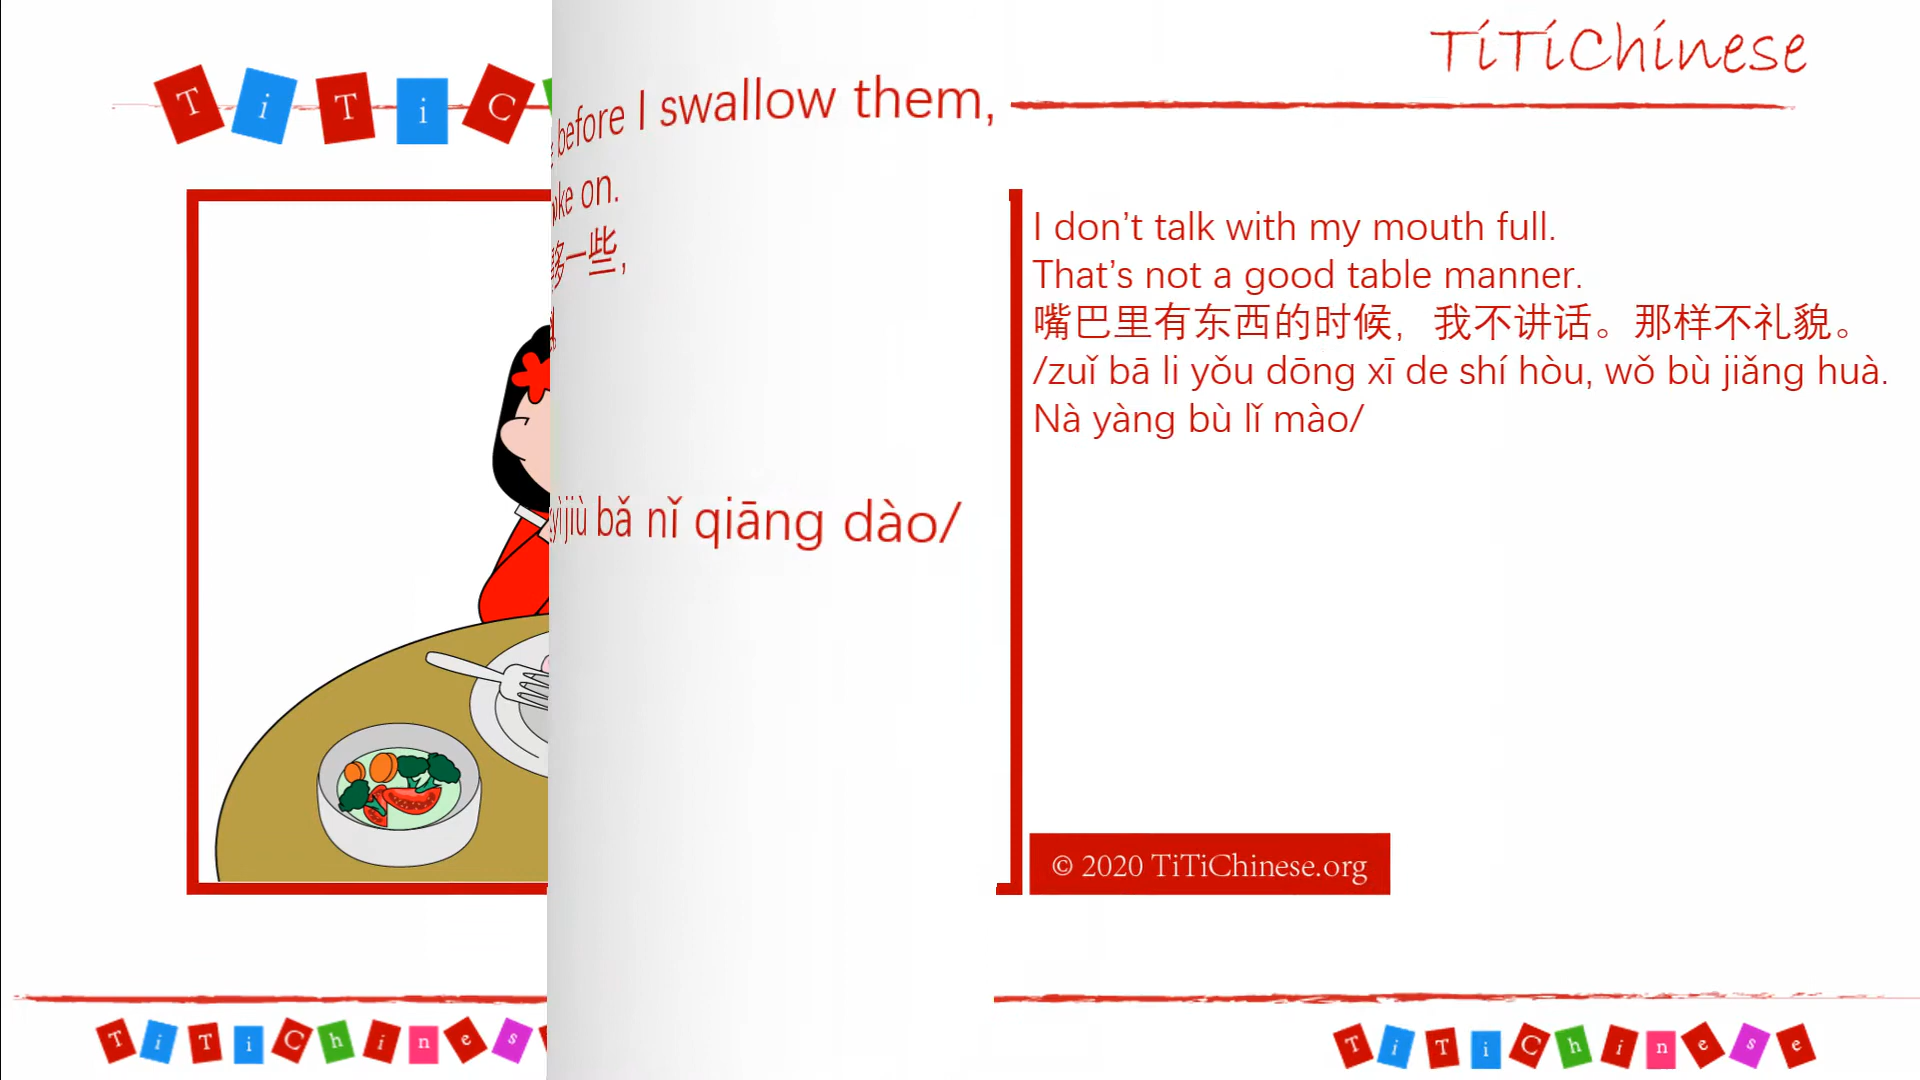 TiTiC
TiTiChinese
before I swallow them,
on.
一些,
bǎ nǐ qiāng dào/
I don't talk with my mouth full.
That's not a good table manner.
嘴巴里有东西的时候，我不讲话。那样不礼貌。
/zuǐ bā li yǒu dōng xī de shí hòu, wǒ bù jiǎng huà.
Nà yàng bù lǐ mào/
© 2020 TiTiChinese.org
TiTiChines
TiTiChinese